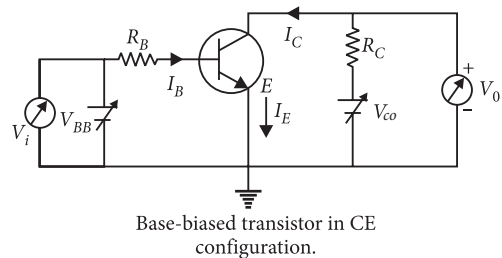 R_B
I_B
I_C
R_C
E
I_E
V_i
V_BB
V_co
+
V_0
–
Base-biased transistor in CE
configuration.